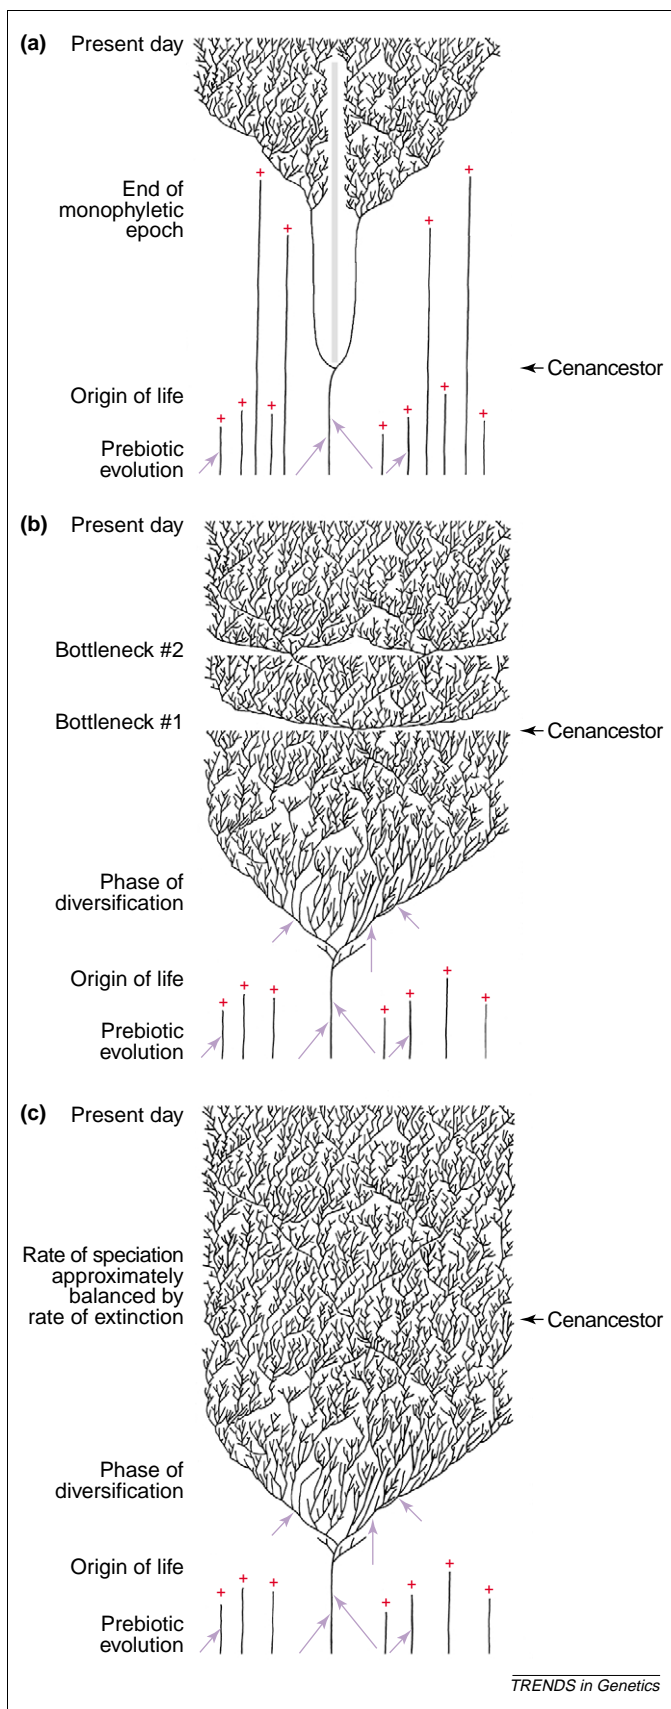 (a) Present day
End of
monophyletic
epoch
Cenancestor
Origin of life
Prebiotic
evolution
(b) Present day
Bottleneck #2
Bottleneck #1
Cenancestor
Phase of
diversification
Origin of life
Prebiotic
evolution
(c) Present day
Rate of speciation
approximately
balanced by
rate of extinction
Cenancestor
Phase of
diversification
Origin of life
Prebiotic
evolution
TRENDS in Genetics